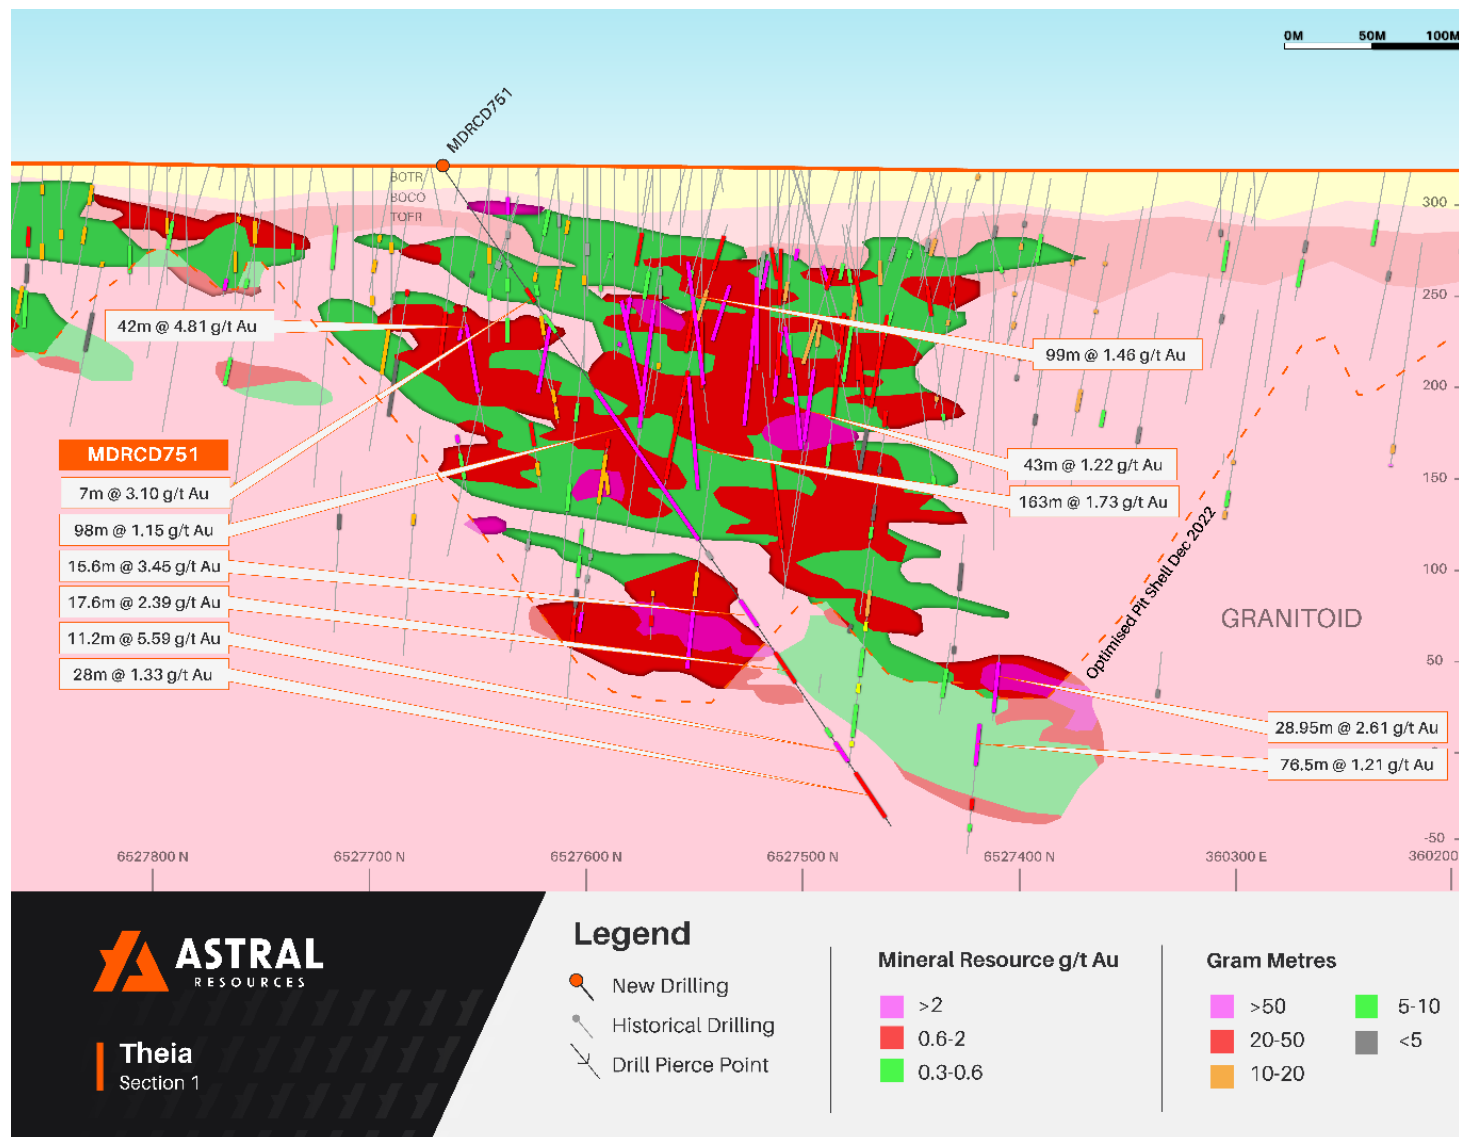 0M 50M 100M
MDRCD751
BOTR
BOCO
TOFR
300
250
200
150
100
50
-50
42m @ 4.81 g/t Au
99m @ 1.46 g/t Au
43m @ 1.22 g/t Au
163m @ 1.73 g/t Au
MDRCD751
7m @ 3.10 g/t Au
98m @ 1.15 g/t Au
15.6m @ 3.45 g/t Au
17.6m @ 2.39 g/t Au
11.2m @ 5.59 g/t Au
28m @ 1.33 g/t Au
Optimised Pit Shell Dec 2022
GRANITOID
28.95m @ 2.61 g/t Au
76.5m @ 1.21 g/t Au
6527800 N 6527700 N 6527600 N 6527500 N 6527400 N 360300 E 360200
ASTRAL
RESOURCES
Theia
Section 1
Legend
New Drilling
Historical Drilling
Drill Pierce Point
Mineral Resource g/t Au
>2
0.6-2
0.3-0.6
Gram Metres
>50
20-50
10-20
5-10
<5